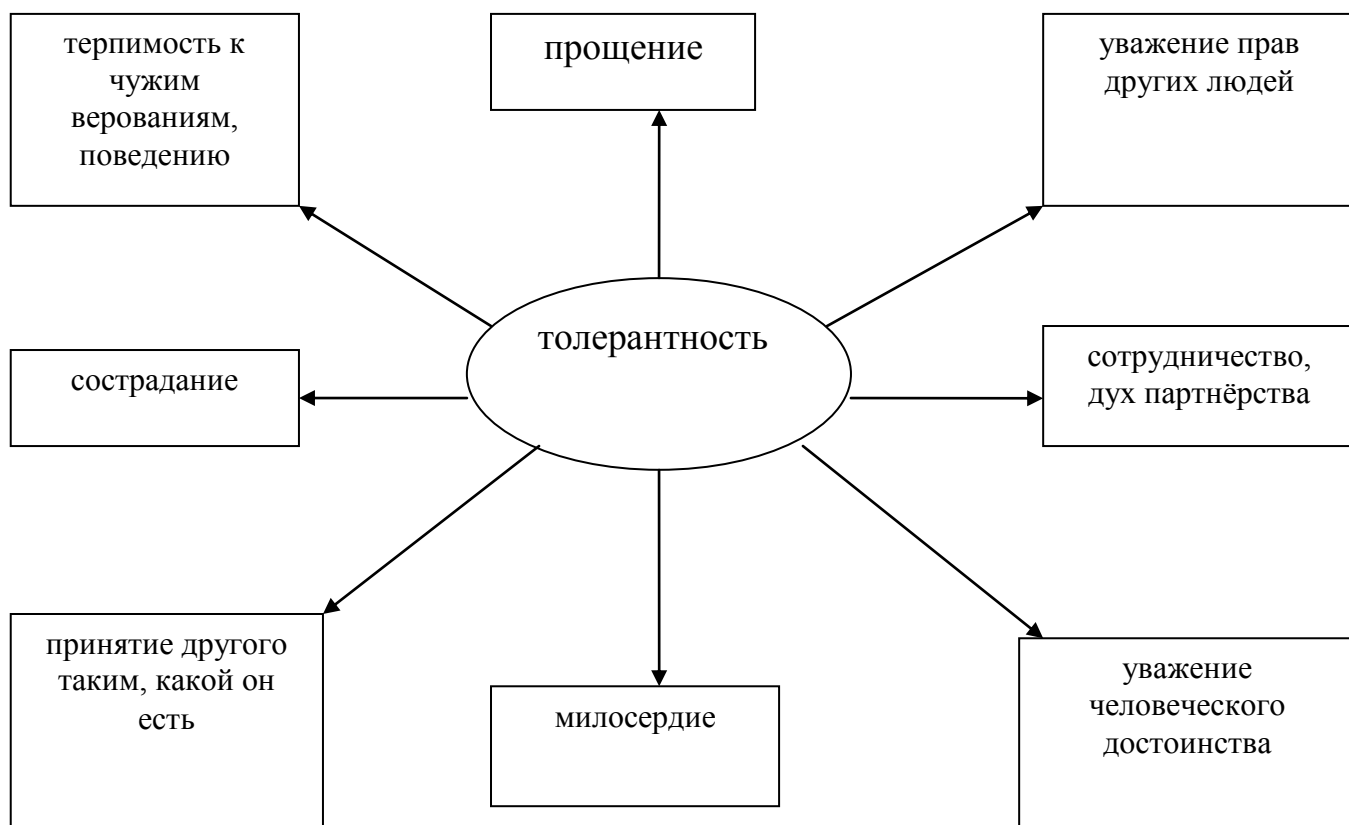 терпимость к
чужим
верованиям,
поведению
прощение
уважение прав
других людей
толерантность
сострадание
сотрудничество,
дух партнёрства
принятие другого
таким, какой он
есть
милосердие
уважение
человеческого
достоинства